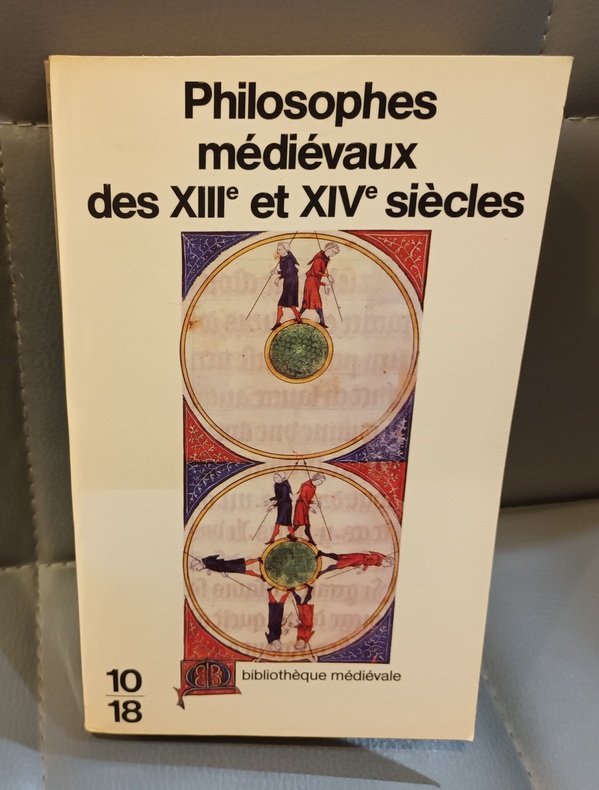 Philosophes
médiévaux
des XIIIe et XIVe siècles
10
18
bibliothèque médiévale